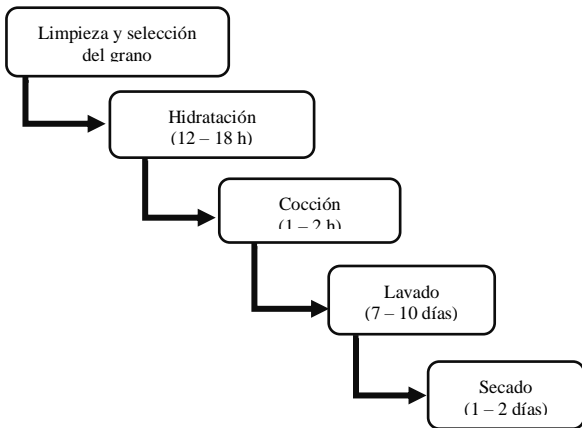 Limpieza y selección
del grano
Hidratación
(12 – 18 h)
Cocción
(1 – 2 h)
Lavado
(7 – 10 días)
Secado
(1 – 2 días)